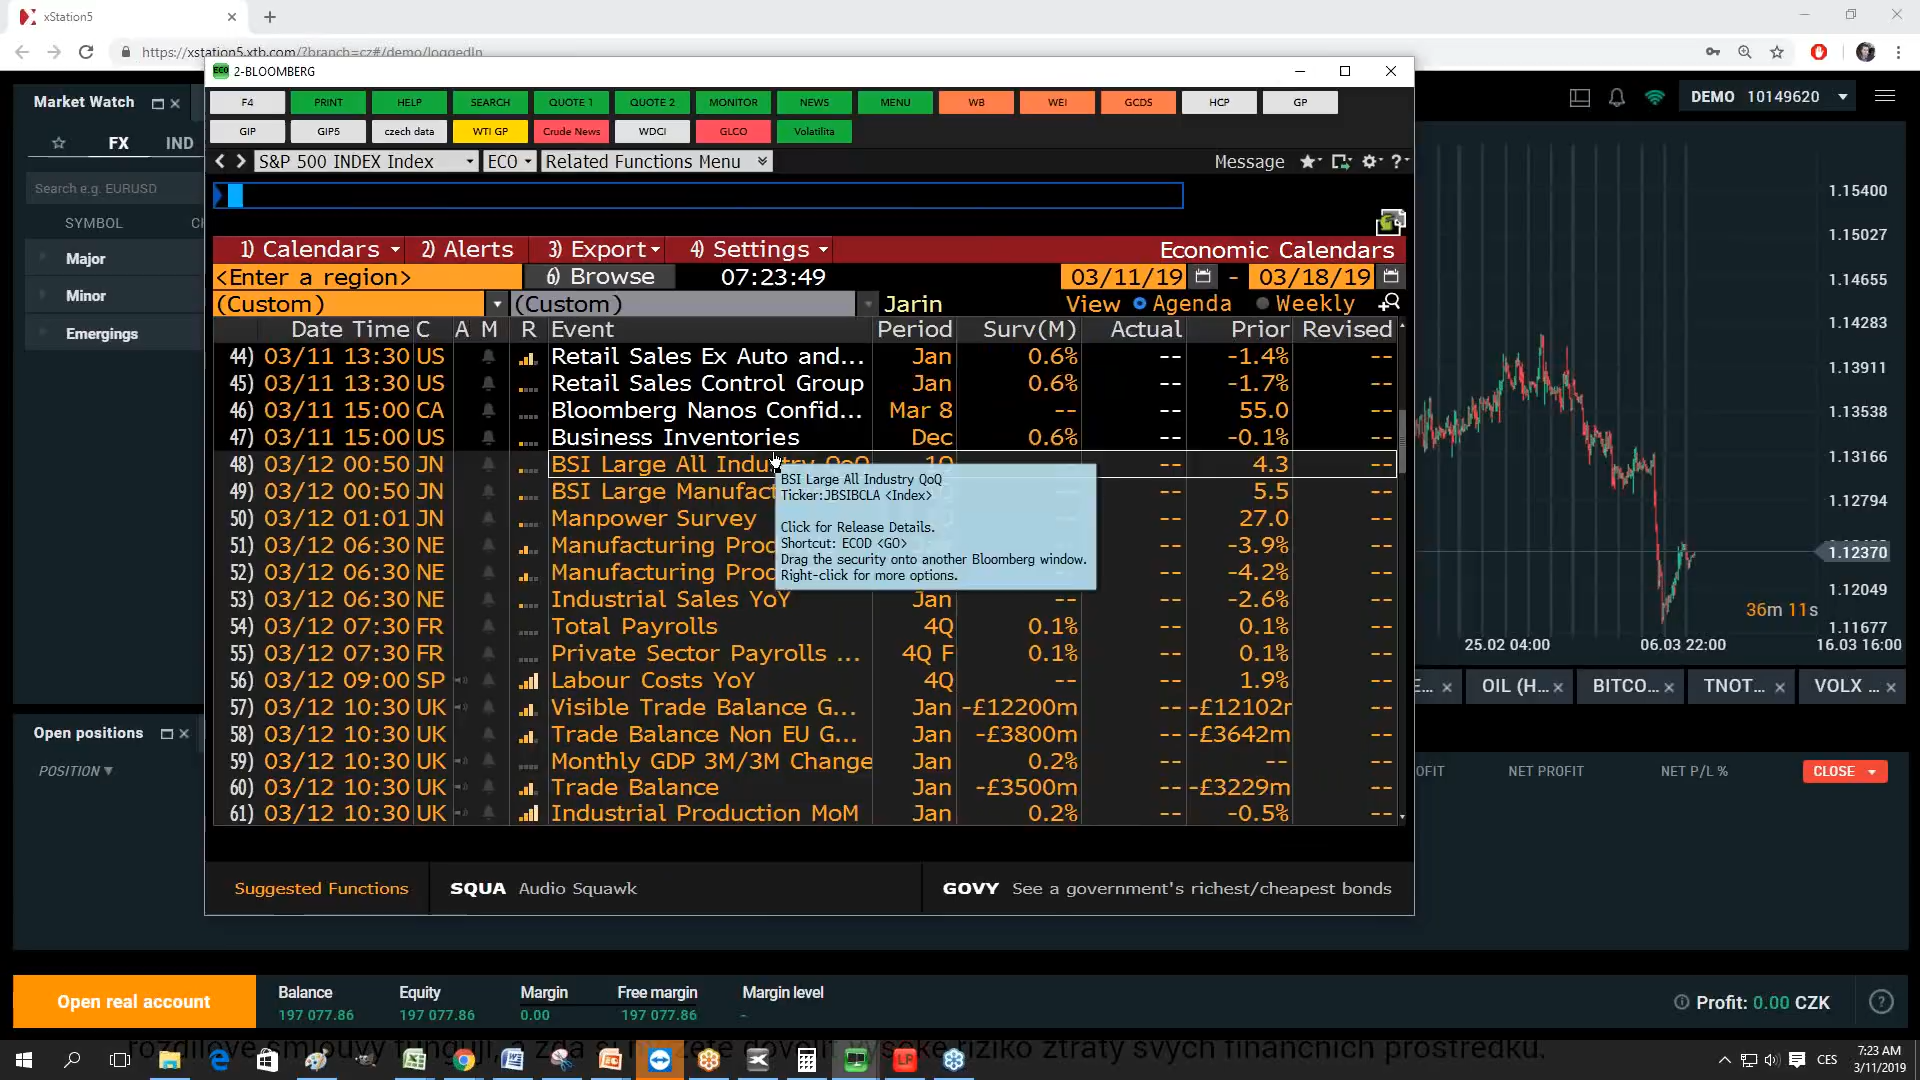 xStation5
https://xstation5.xtb.com/?branch=cz#/demo/loggedIn
Market Watch
FX IND
Search e.g. EURUSD
SYMBOL
Major
Minor
Emergings
DEMO 10149620
ECO 2-BLOOMBERG
F4 PRINT HELP SEARCH QUOTE 1 QUOTE 2 MONITOR NEWS MENU WB WEI GCDS HCP GP
GIP GIP5 czech data WTI GP Crude News WDCI GLCO Volatilita
S&P 500 INDEX Index ECO Related Functions Menu Message
1) Calendars 2) Alerts 3) Export 4) Settings Economic Calendars
<Enter a region> 6) Browse 07:23:49 03/11/19 - 03/18/19
(Custom) (Custom) Jarin View Agenda Weekly
Date Time C A M R Event Period Surv(M) Actual Prior Revised
44) 03/11 13:30 US Retail Sales Ex Auto and... Jan 0.6% -- -1.4% --
45) 03/11 13:30 US Retail Sales Control Group Jan 0.6% -- -1.7% --
46) 03/11 15:00 CA Bloomberg Nanos Confid... Mar 8 -- -- 55.0 --
47) 03/11 15:00 US Business Inventories Dec 0.6% -- -0.1% --
48) 03/12 00:50 JN BSI Large All Industry QoQ 1Q -- 4.3 --
49) 03/12 00:50 JN BSI Large Manufact -- 5.5 --
50) 03/12 01:01 JN Manpower Survey -- 27.0 --
51) 03/12 06:30 NE Manufacturing Prod -- -3.9% --
52) 03/12 06:30 NE Manufacturing Prod -- -4.2% --
53) 03/12 06:30 NE Industrial Sales YoY Jan -- -- -2.6% --
54) 03/12 07:30 FR Total Payrolls 4Q 0.1% -- 0.1% --
55) 03/12 07:30 FR Private Sector Payrolls ... 4Q F 0.1% -- 0.1% --
56) 03/12 09:00 SP Labour Costs YoY 4Q -- -- 1.9% --
57) 03/12 10:30 UK Visible Trade Balance G... Jan -£12200m -- -£12102m --
58) 03/12 10:30 UK Trade Balance Non EU G... Jan -£3800m -- -£3642m --
59) 03/12 10:30 UK Monthly GDP 3M/3M Change Jan 0.2% -- -- --
60) 03/12 10:30 UK Trade Balance Jan -£3500m -- -£3229m --
61) 03/12 10:30 UK Industrial Production MoM Jan 0.2% -- -0.5% --
BSI Large All Industry QoQ
Ticker:JBSIBCLA <Index>
Click for Release Details.
Shortcut: ECOD <GO>
Drag the security onto another Bloomberg window.
Right-click for more options.
Suggested Functions SQUA Audio Squawk GOVY See a government's richest/cheapest bonds
1.15400
1.15027
1.14655
1.14283
1.13911
1.13538
1.13166
1.12794
1.12370
1.12049
1.11677
36m 11s
25.02 04:00 06.03 22:00 16.03 16:00
E... OIL (H... BITCO... TNOT... VOLX ...
Open positions
POSITION
OFIT NET PROFIT NET P/L % CLOSE
Open real account
Balance Equity Margin Free margin Margin level
197 077.86 197 077.86 0.00 197 077.86 -
Profit: 0.00 CZK
CES
7:23 AM
3/11/2019